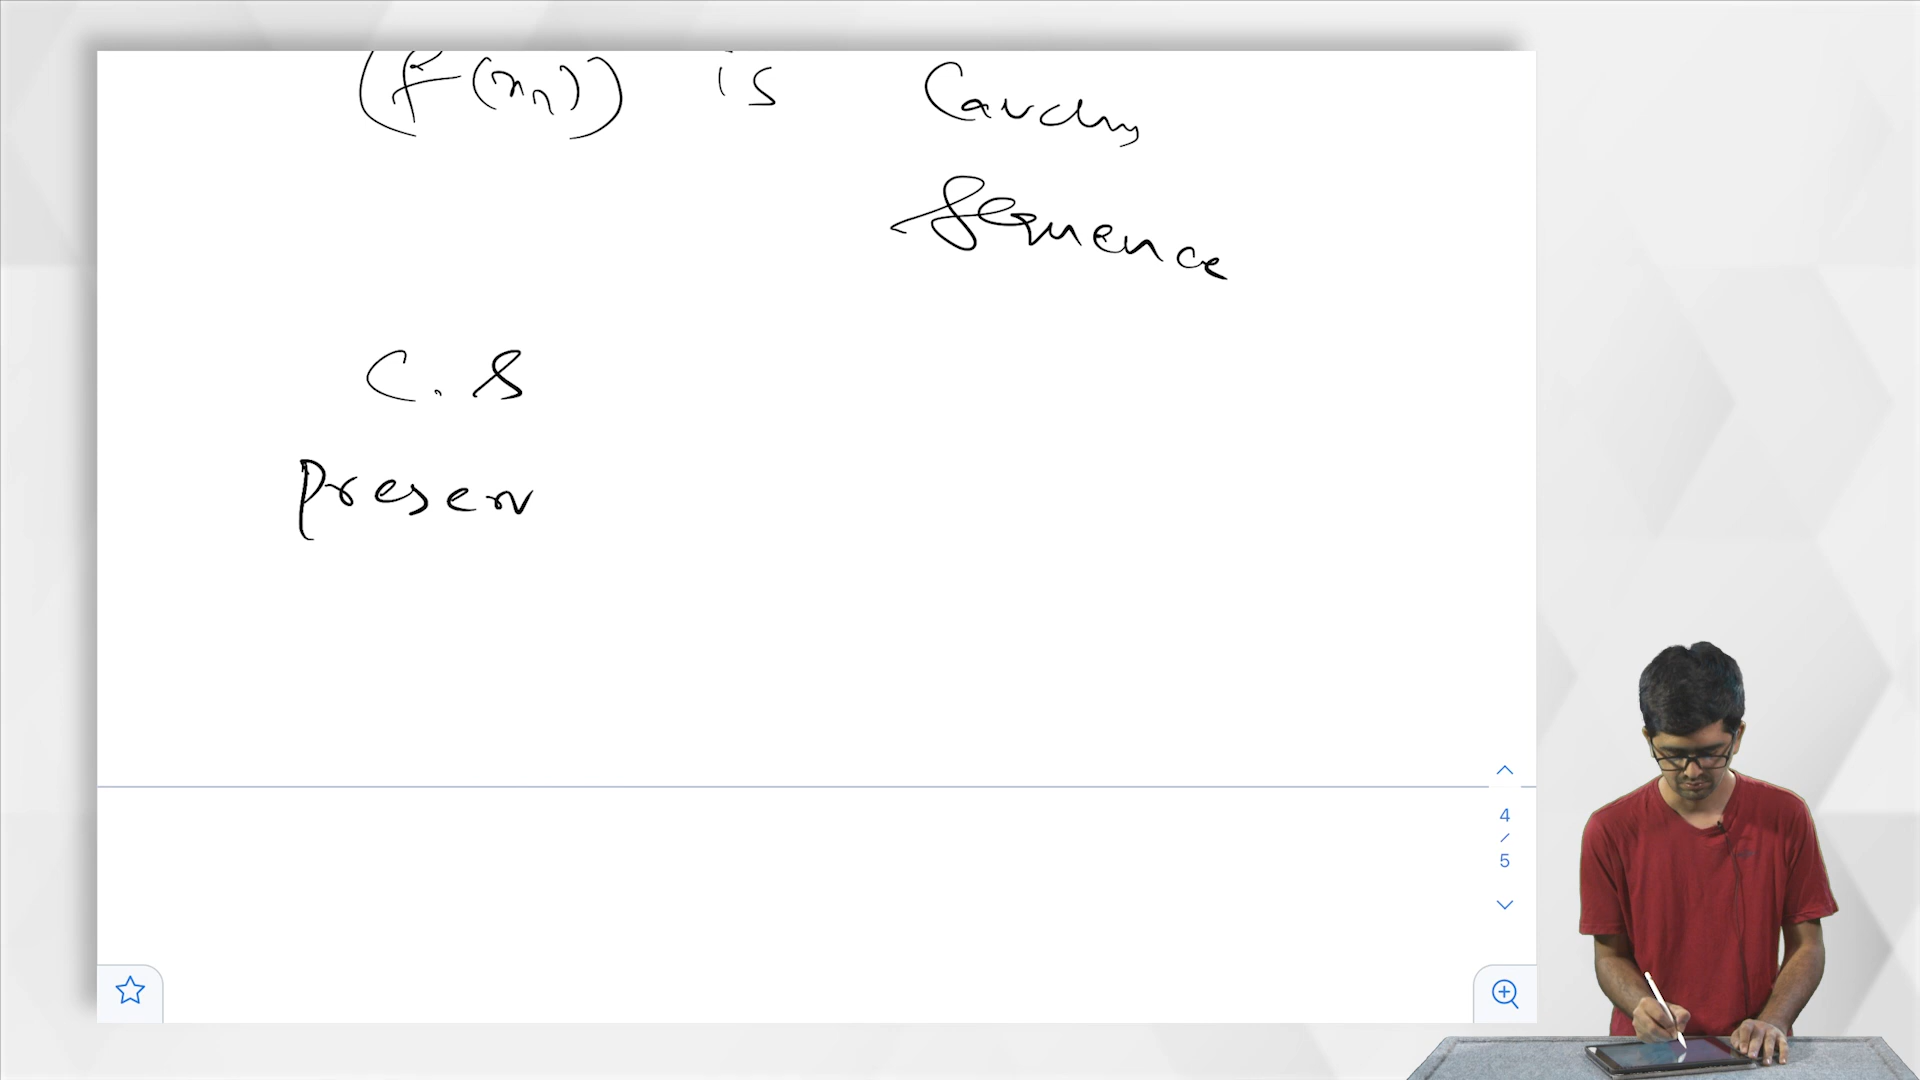 (f(xn)) is Cauchy
Sequence
C.S
Preserv
4
/
5